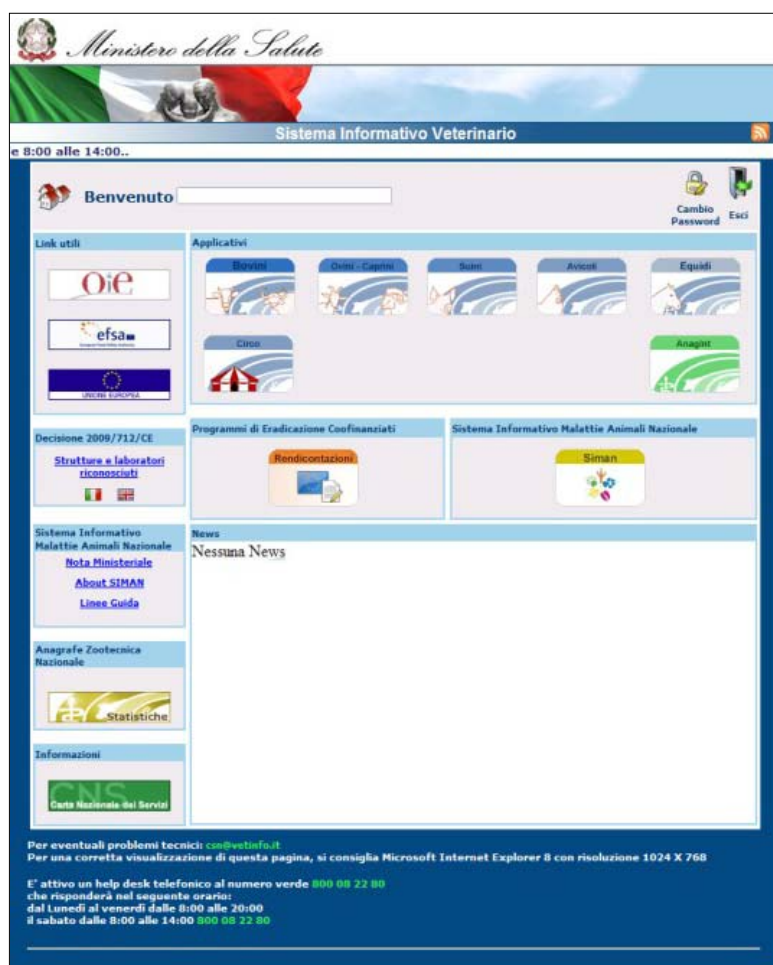 Ministero della Salute
Sistema Informativo Veterinario
e 8:00 alle 14:00..
Benvenuto
Cambio
Password
Esci
Link utili
oie
efsa
UNIONE EUROPEA
Applicativi
Bovini
Ovini - Caprini
Suini
Avicoli
Equidi
Circo
Anagint
Decisione 2009/712/CE
Strutture e laboratori
riconosciuti
Programmi di Eradicazione Coofinanziati
Rendicontazioni
Sistema Informativo Malattie Animali Nazionale
Siman
Sistema Informativo
Malattie Animali Nazionale
Nota Ministeriale
About SIMAN
Linee Guida
News
Nessuna News
Anagrafe Zootecnica
Nazionale
Statistiche
Informazioni
CNS
Carta Nazionale dei Servizi
Per eventuali problemi tecnici: csn@vetinfo.it
Per una corretta visualizzazione di questa pagina, si consiglia Microsoft Internet Explorer 8 con risoluzione 1024 X 768
E' attivo un help desk telefonico al numero verde 800 08 22 80
che risponderà nel seguente orario:
dal Lunedì al venerdì dalle 8:00 alle 20:00
il sabato dalle 8:00 alle 14:00 800 08 22 80